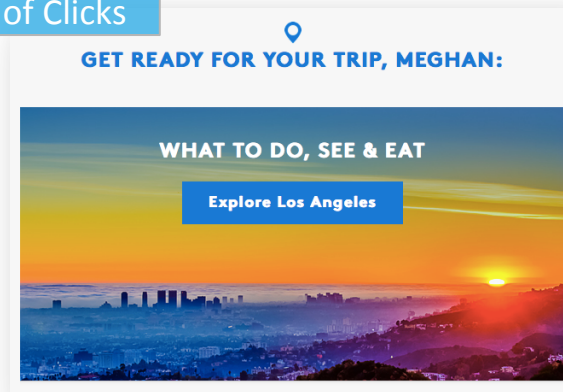 of Clicks
GET READY FOR YOUR TRIP, MEGHAN:
WHAT TO DO, SEE & EAT
Explore Los Angeles